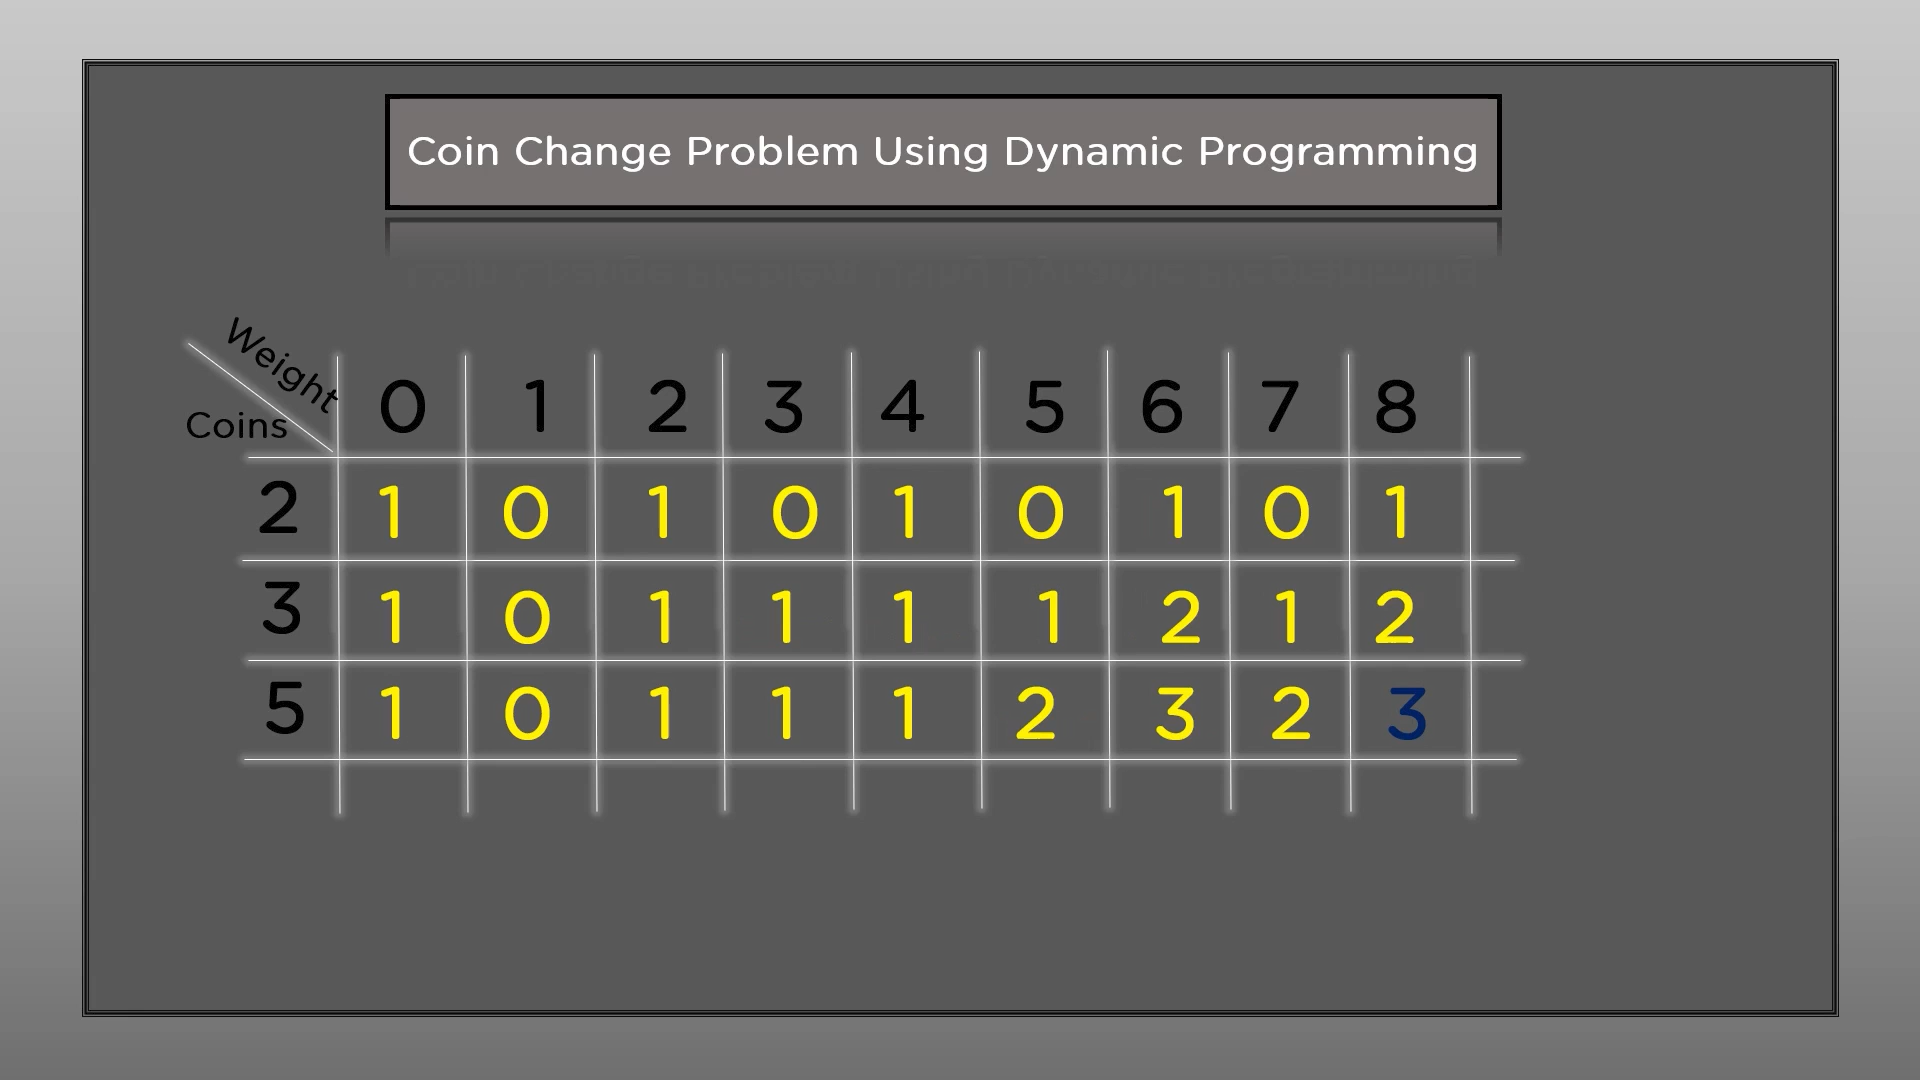 Coin Change Problem Using Dynamic Programming
Weight
Coins 0 1 2 3 4 5 6 7 8
2 1 0 1 0 1 0 1 0 1
3 1 0 1 1 1 1 2 1 2
5 1 0 1 1 1 2 3 2 3